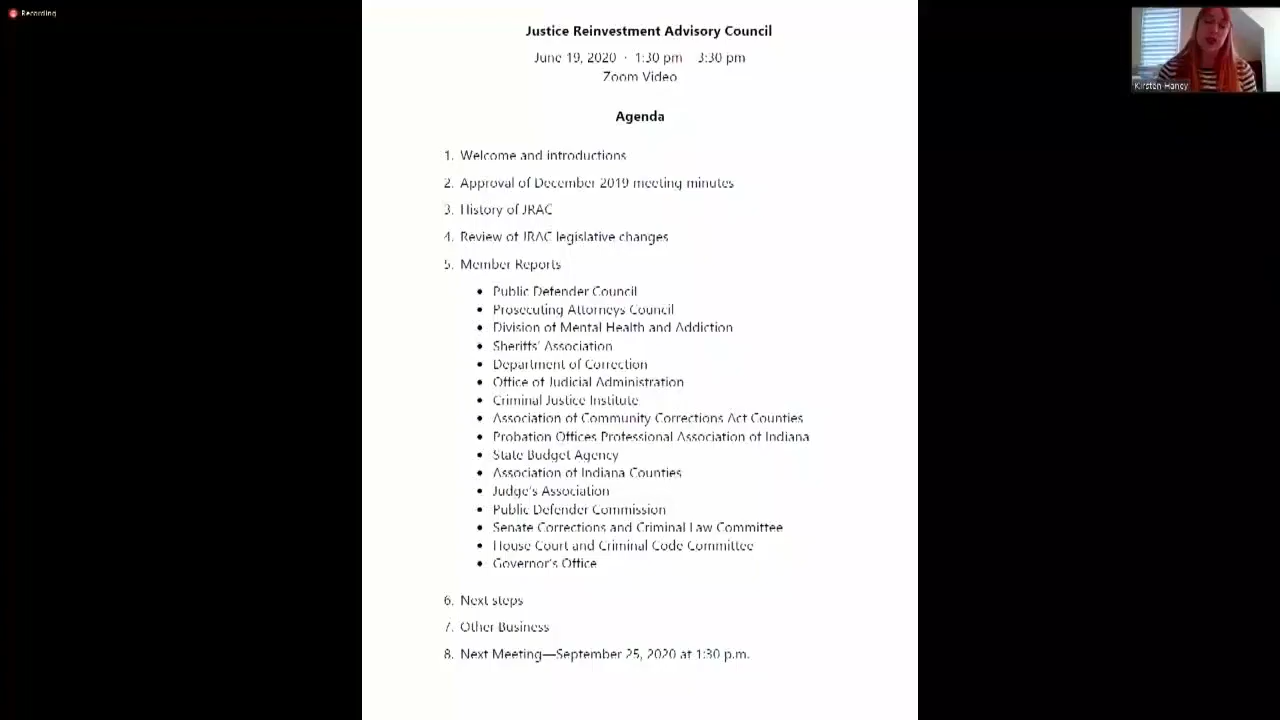 Recording
Justice Reinvestment Advisory Council
June 19, 2020 · 1:30 pm 3:30 pm
Zoom Video
Agenda
1. Welcome and introductions
2. Approval of December 2019 meeting minutes
3. History of JRAC
4. Review of JRAC legislative changes
5. Member Reports
• Public Defender Council
• Prosecuting Attorneys Council
• Division of Mental Health and Addiction
• Sheriffs' Association
• Department of Correction
• Office of Judicial Administration
• Criminal Justice Institute
• Association of Community Corrections Act Counties
• Probation Offices Professional Association of Indiana
• State Budget Agency
• Association of Indiana Counties
• Judge's Association
• Public Defender Commission
• Senate Corrections and Criminal Law Committee
• House Court and Criminal Code Committee
• Governor's Office
6. Next steps
7. Other Business
8. Next Meeting—September 25, 2020 at 1:30 p.m.
Kirsten